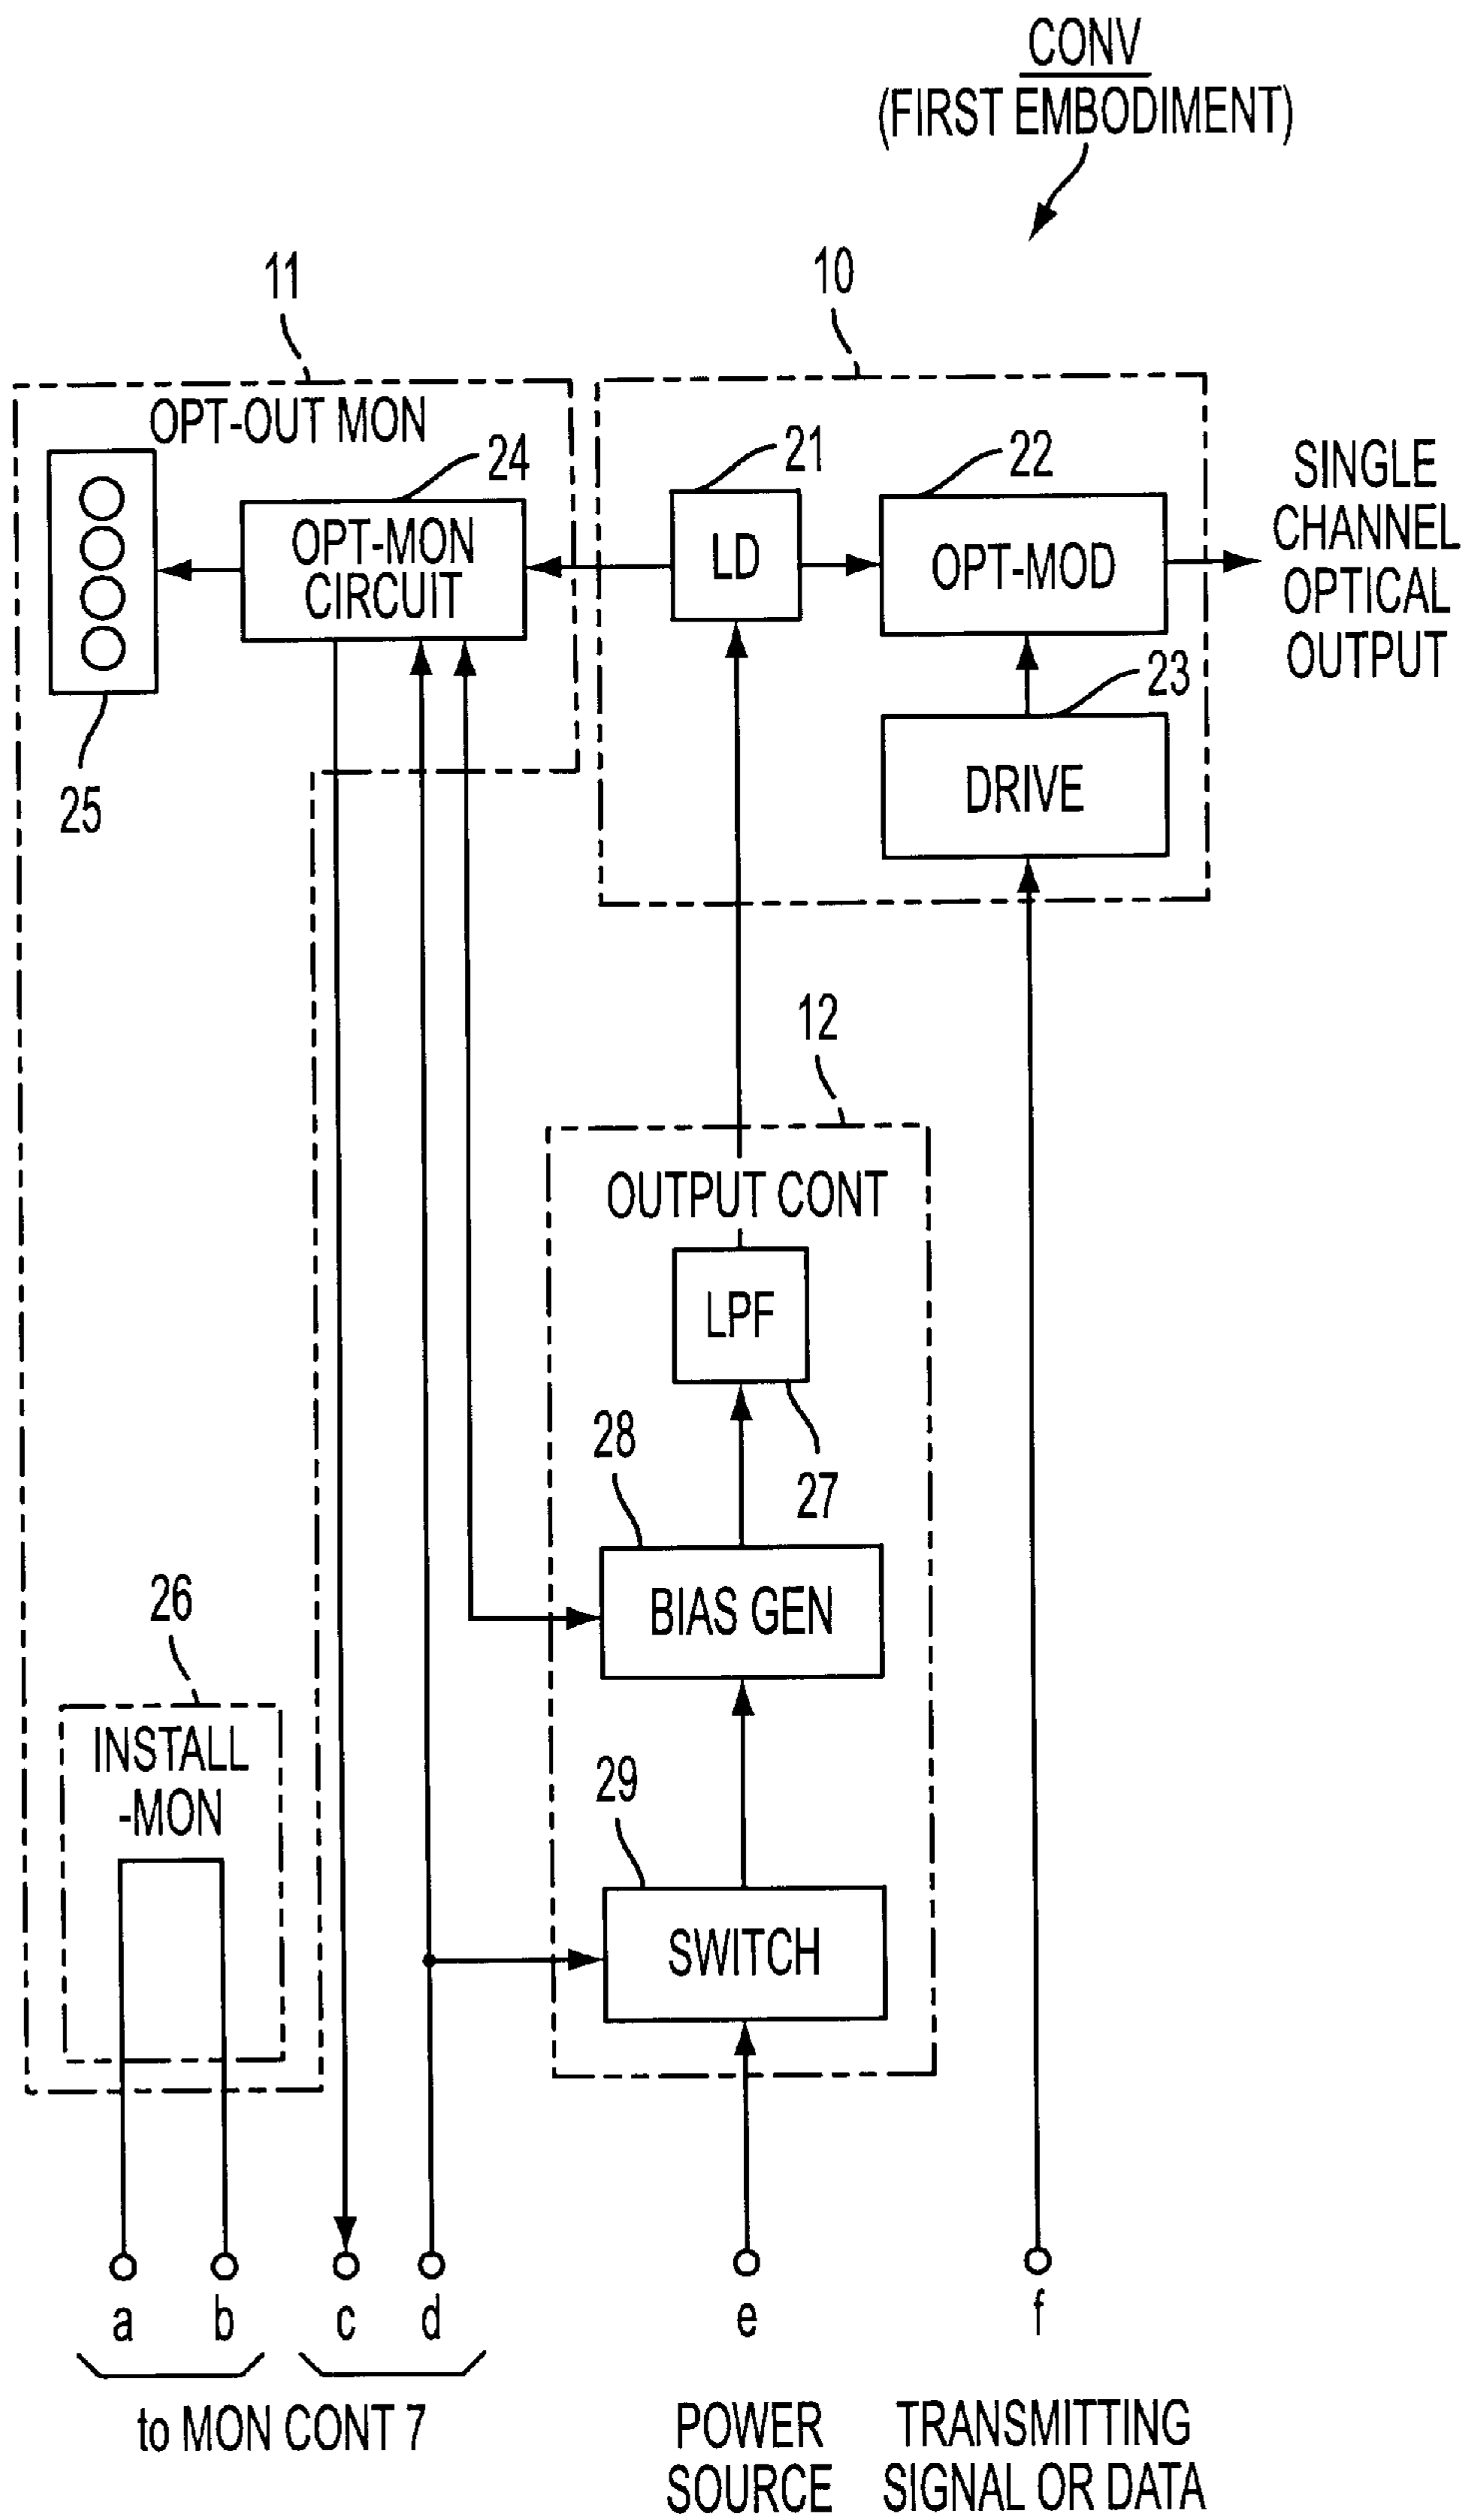 CONV
(FIRST EMBODIMENT)
11
10
OPT-OUT MON
24
21
22
SINGLE
CHANNEL
OPTICAL
OUTPUT
OPT-MON
CIRCUIT
LD
OPT-MOD
23
25
DRIVE
12
OUTPUT CONT
LPF
28
27
26
BIAS GEN
INSTALL
-MON
29
SWITCH
a
b
c
d
e
f
to MON CONT 7
POWER
SOURCE
TRANSMITTING
SIGNAL OR DATA